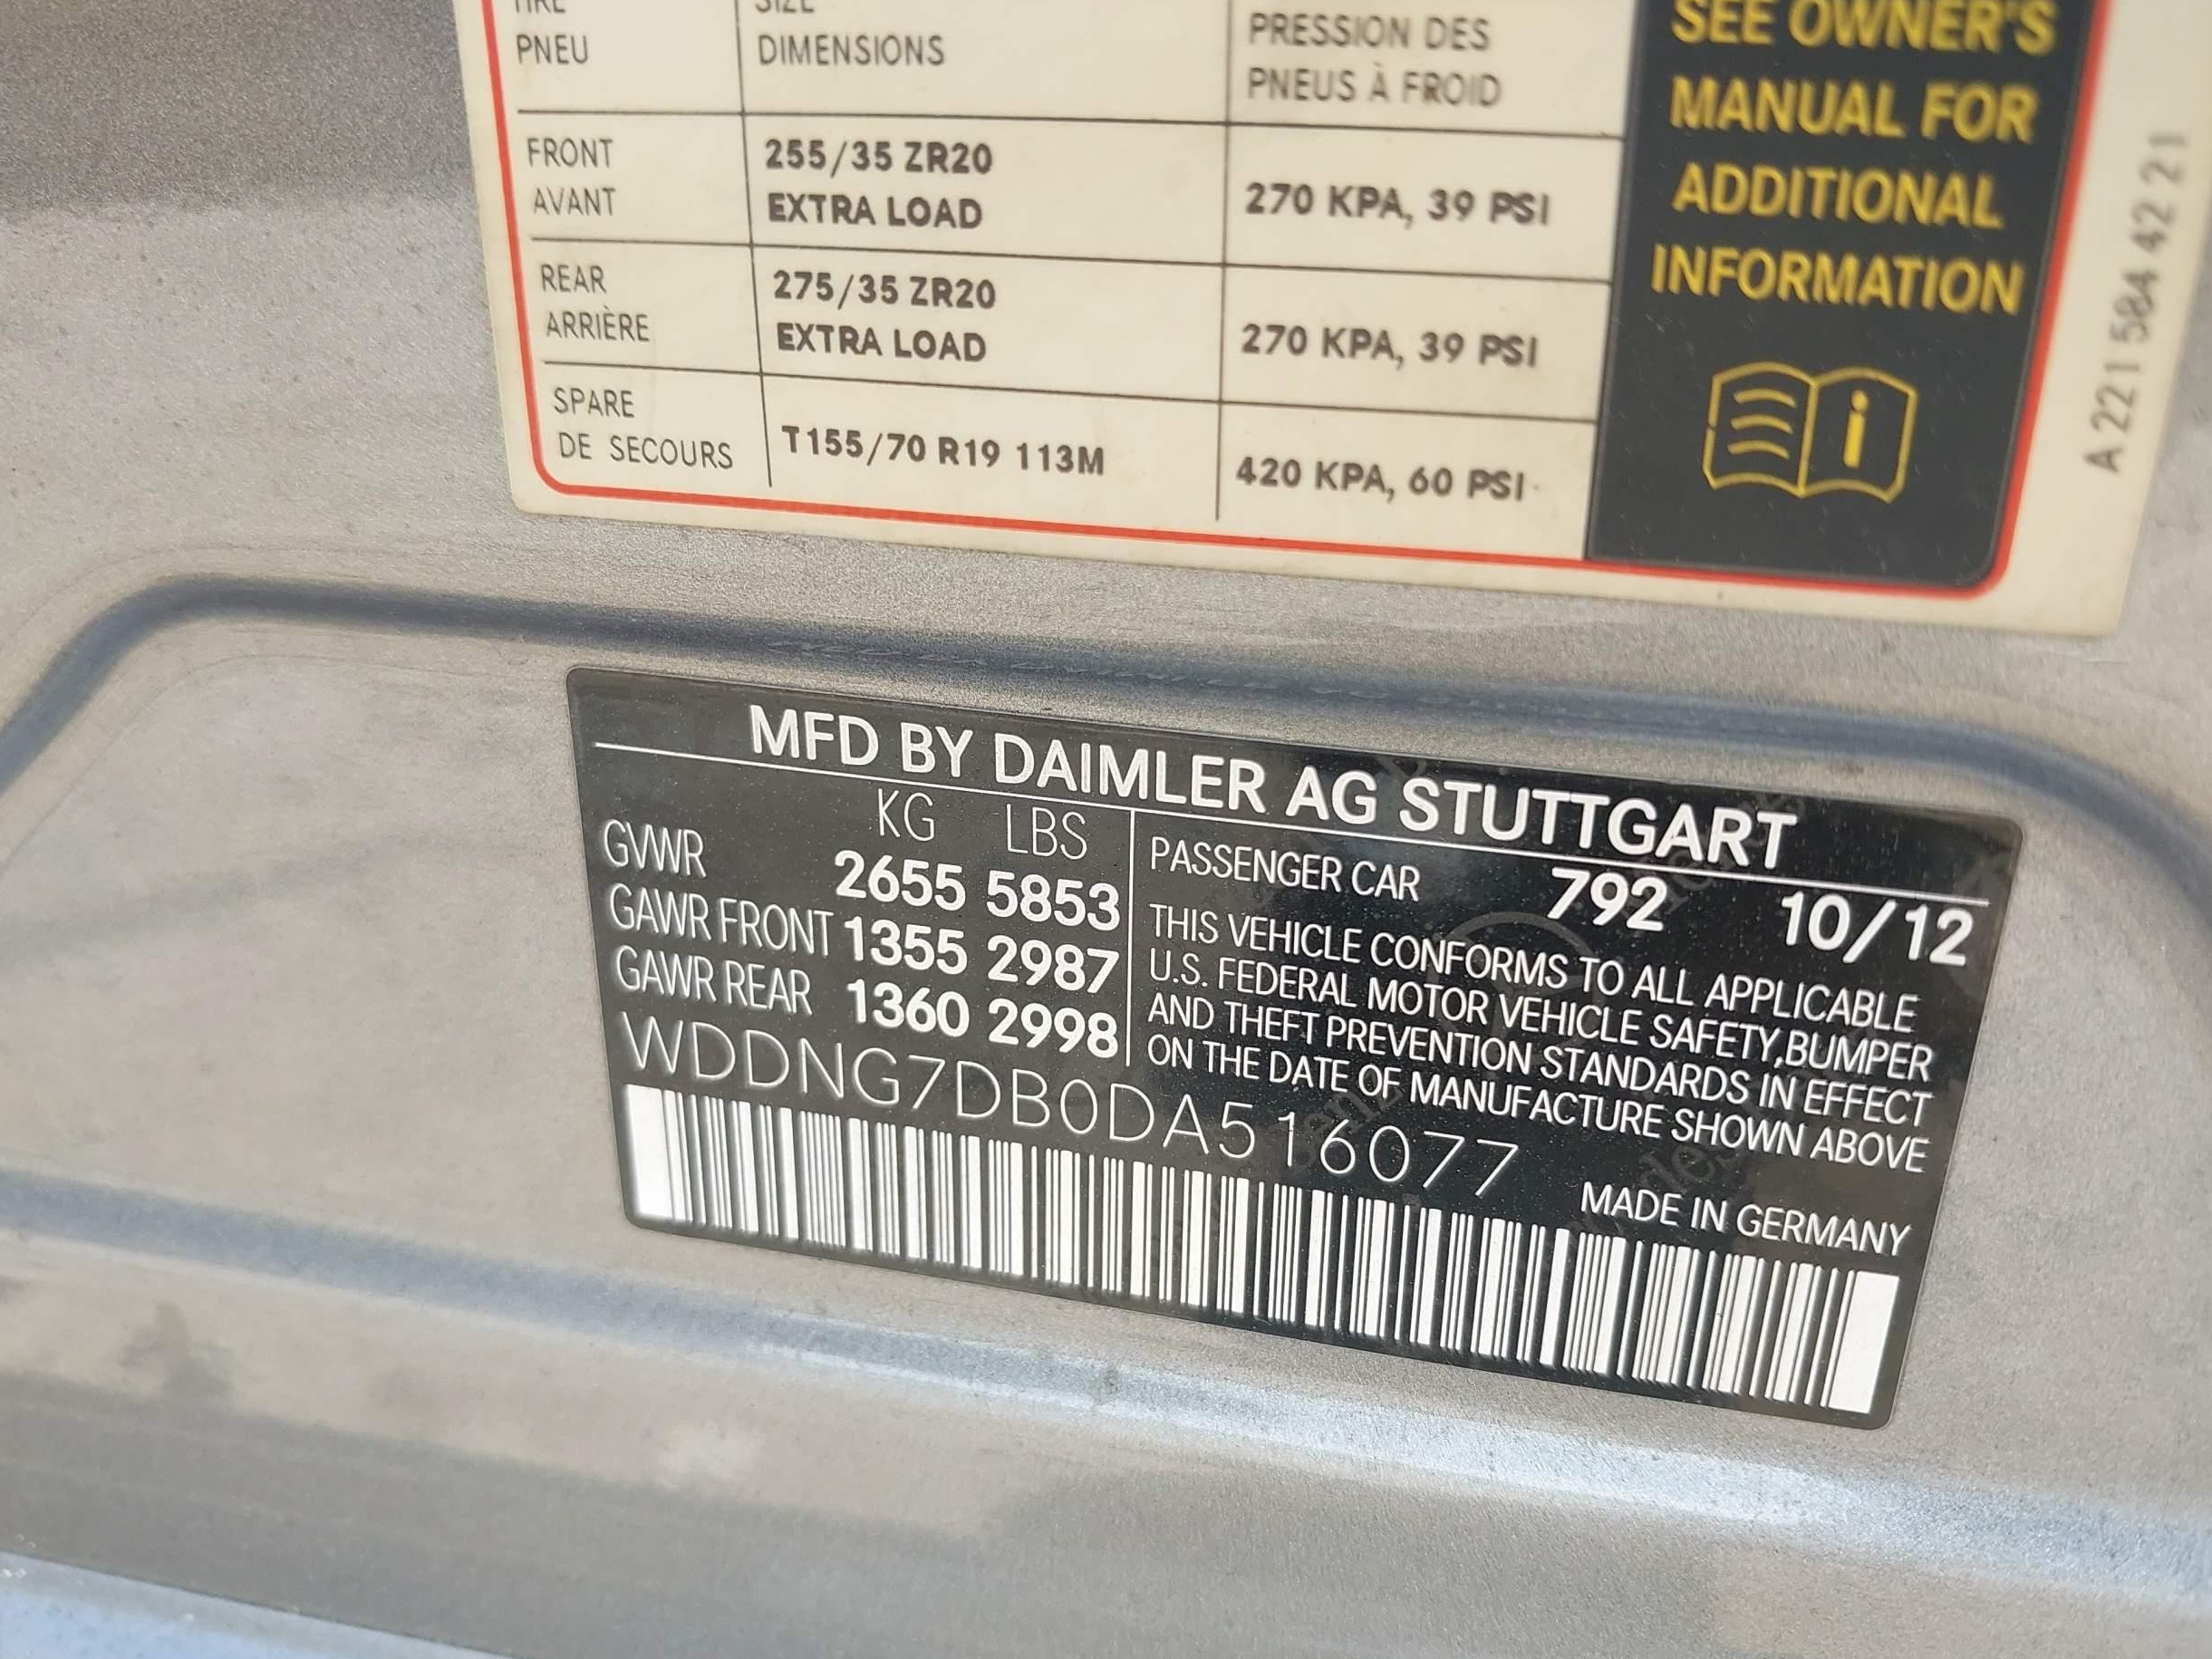 PNEU
DIMENSIONS
PRESSION DES
PNEUS À FROID
FRONT
AVANT
255/35 ZR20
EXTRA LOAD
270 KPA, 39 PSI
REAR
ARRIÈRE
275/35 ZR20
EXTRA LOAD
270 KPA, 39 PSI
SPARE
DE SECOURS
T155/70 R19 113M
420 KPA, 60 PSI
SEE OWNER'S
MANUAL FOR
ADDITIONAL
INFORMATION
A 221 584 42 21
MFD BY DAIMLER AG STUTTGART
KG LBS
GVWR 2655 5853
GAWR FRONT 1355 2987
GAWR REAR 1360 2998
PASSENGER CAR 792 10/12
THIS VEHICLE CONFORMS TO ALL APPLICABLE
U.S. FEDERAL MOTOR VEHICLE SAFETY,BUMPER
AND THEFT PREVENTION STANDARDS IN EFFECT
ON THE DATE OF MANUFACTURE SHOWN ABOVE
WDDNG7DB0DA516077
MADE IN GERMANY